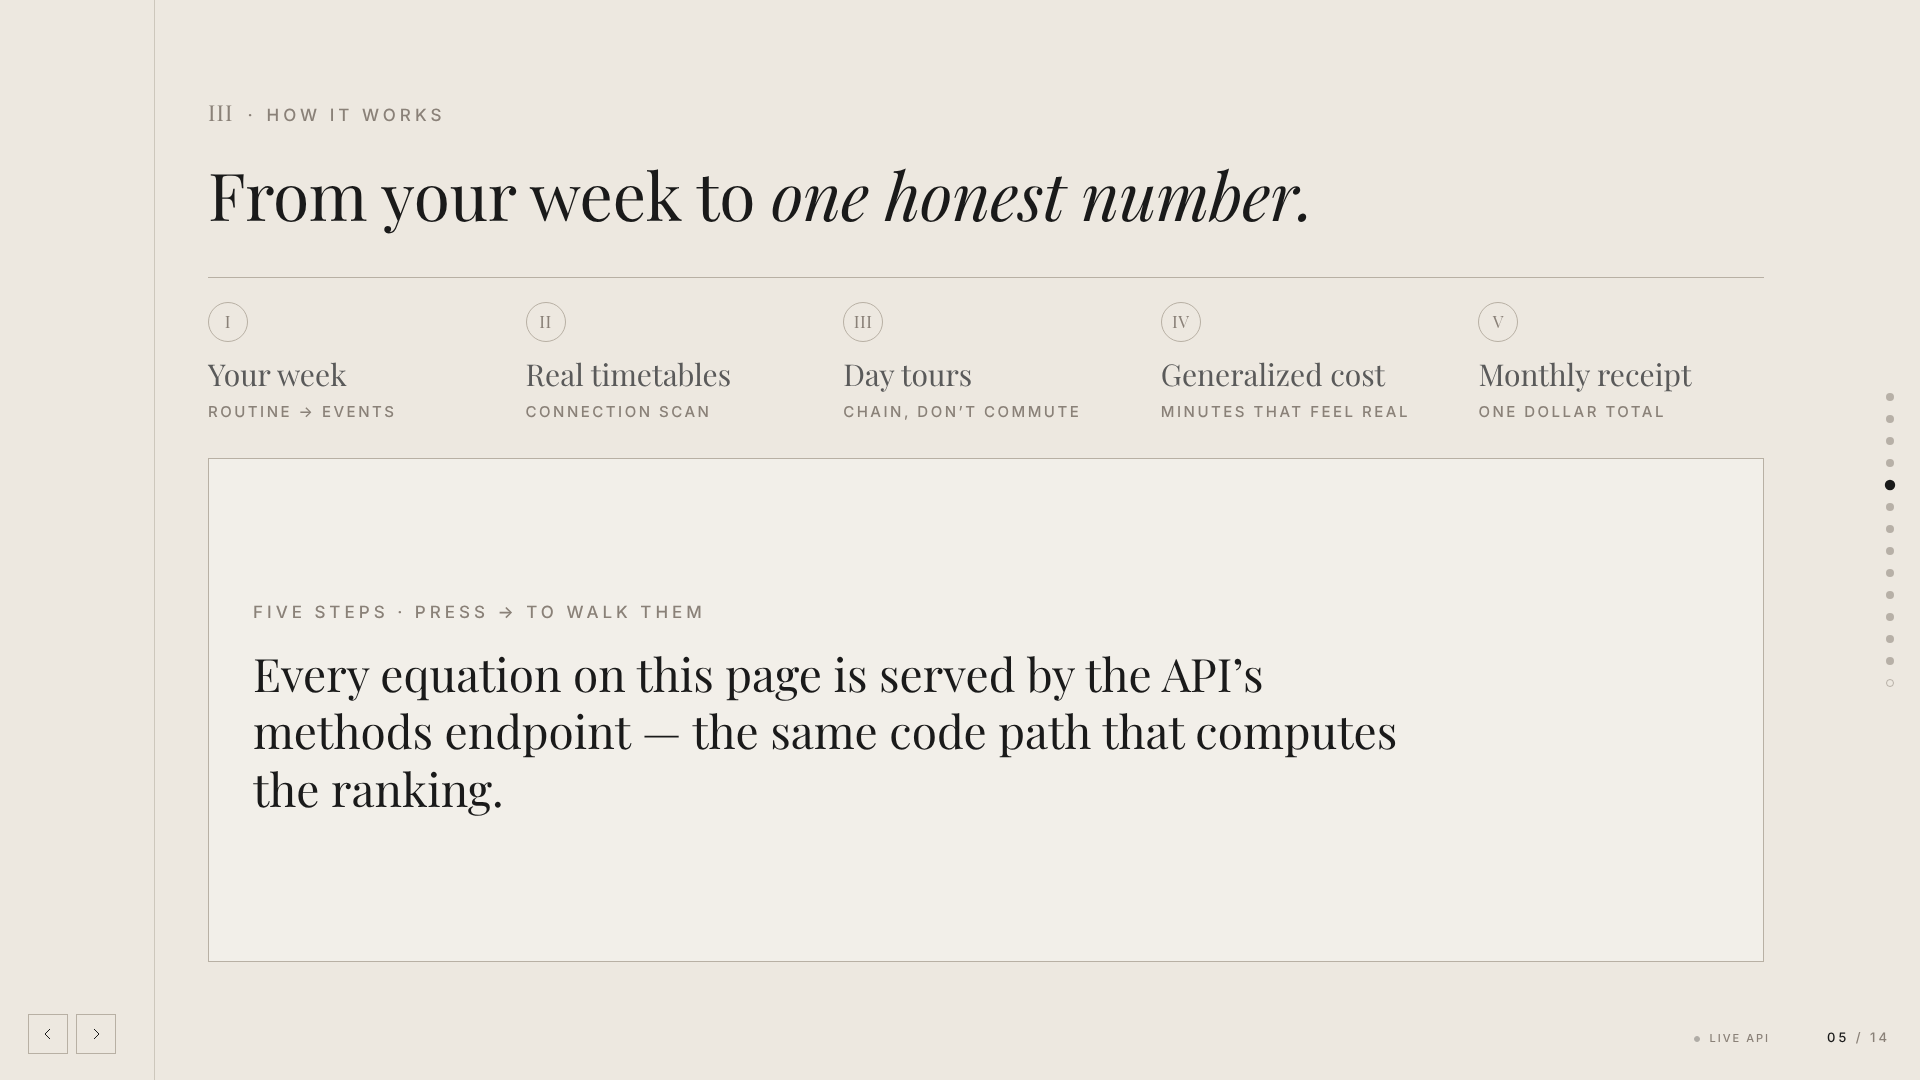 III · HOW IT WORKS
From your week to one honest number.
I
II
III
IV
V
Your week
Real timetables
Day tours
Generalized cost
Monthly receipt
ROUTINE → EVENTS
CONNECTION SCAN
CHAIN, DON’T COMMUTE
MINUTES THAT FEEL REAL
ONE DOLLAR TOTAL
FIVE STEPS · PRESS → TO WALK THEM
Every equation on this page is served by the API’s
methods endpoint — the same code path that computes
the ranking.
LIVE API
05 / 14